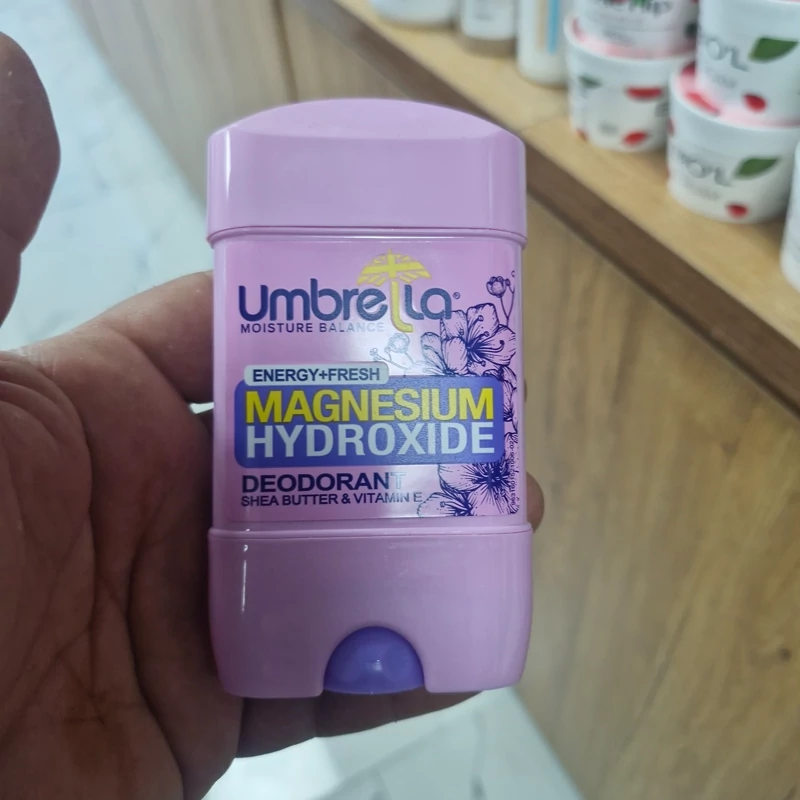 Umbrella®
MOISTURE BALANCE
ENERGY+FRESH
MAGNESIUM
HYDROXIDE
DEODORANT
SHEA BUTTER & VITAMIN E